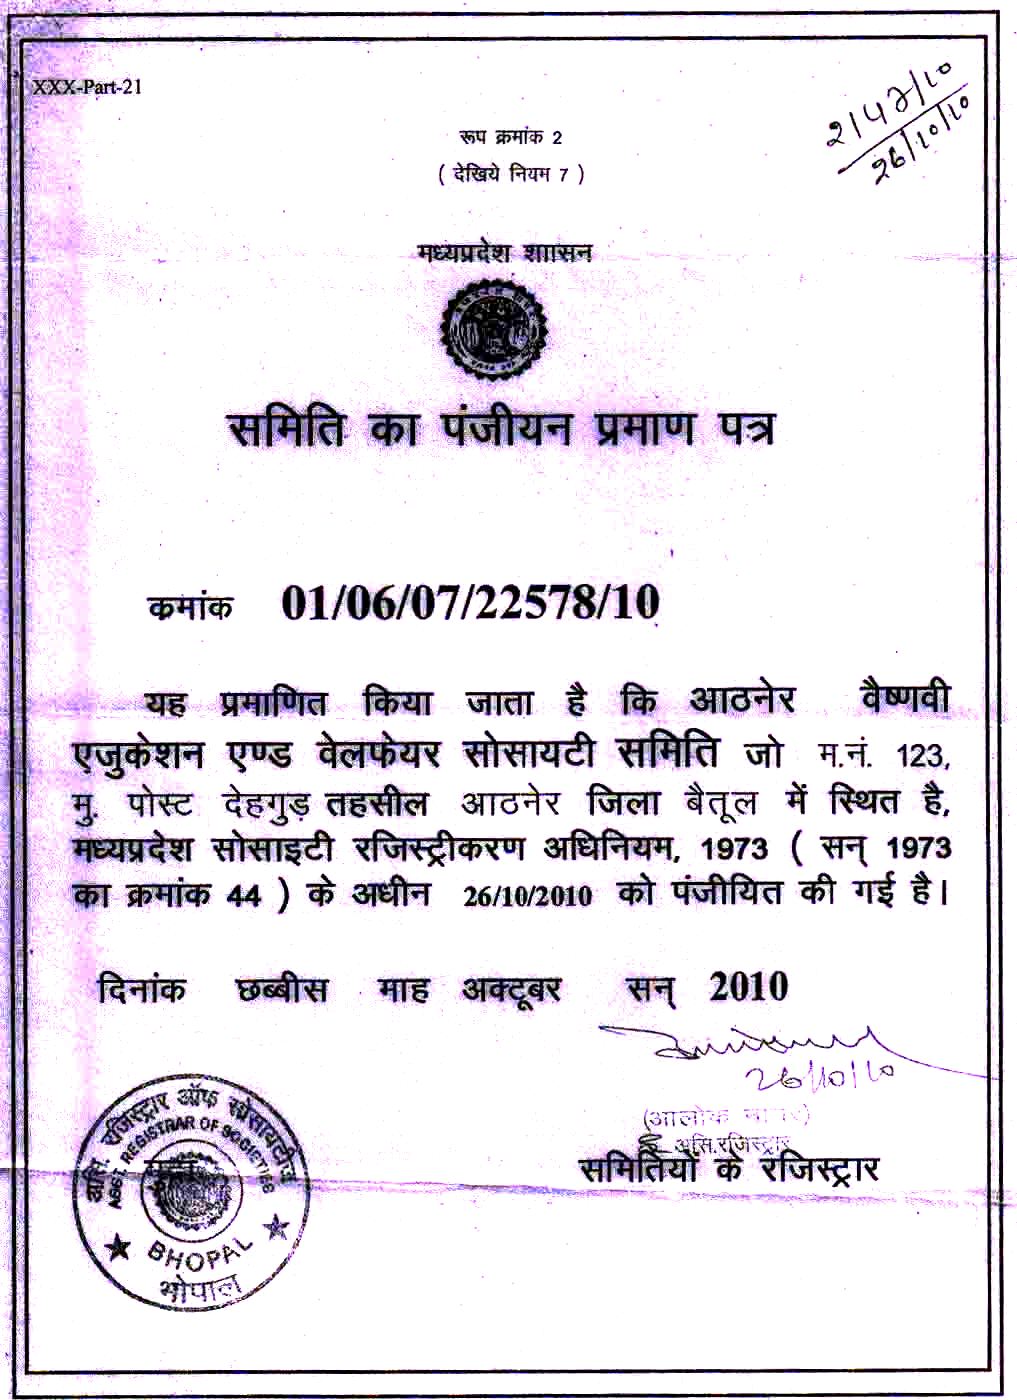 XXX-Part-21
26/10/10
रूप क्रमांक 2
( देखिये नियम 7 )
मध्यप्रदेश शाासन
समिति का पंजीयन प्रमाण पत्र
कमांक 01/06/07/22578/10
यह प्रमाणित किया जाता है कि आठनेर वैष्णवी
एजुकेशन एण्ड वेलफेयर सोसायटी समिति जो म.नं. 123,
मु. पोस्ट देहगुड़ तहसील आठनेर जिला बैतूल में स्थित है,
मध्यप्रदेश सोसाइटी रजिस्ट्रीकरण अधिनियम, 1973 ( सन् 1973
का क्रमांक 44 ) के अधीन 26/10/2010 को पंजीयित की गई है।
दिनांक छब्बीस माह अक्टूबर सन् 2010
26/10/10
(आलोक नागर)
असि.रजिस्ट्रार
समितियों के रजिस्ट्रार
असि. रजिस्ट्रार ऑफ सोसायटीज
ASST. REGISTRAR OF SOCIETIES
BHOPAL
भोपाल